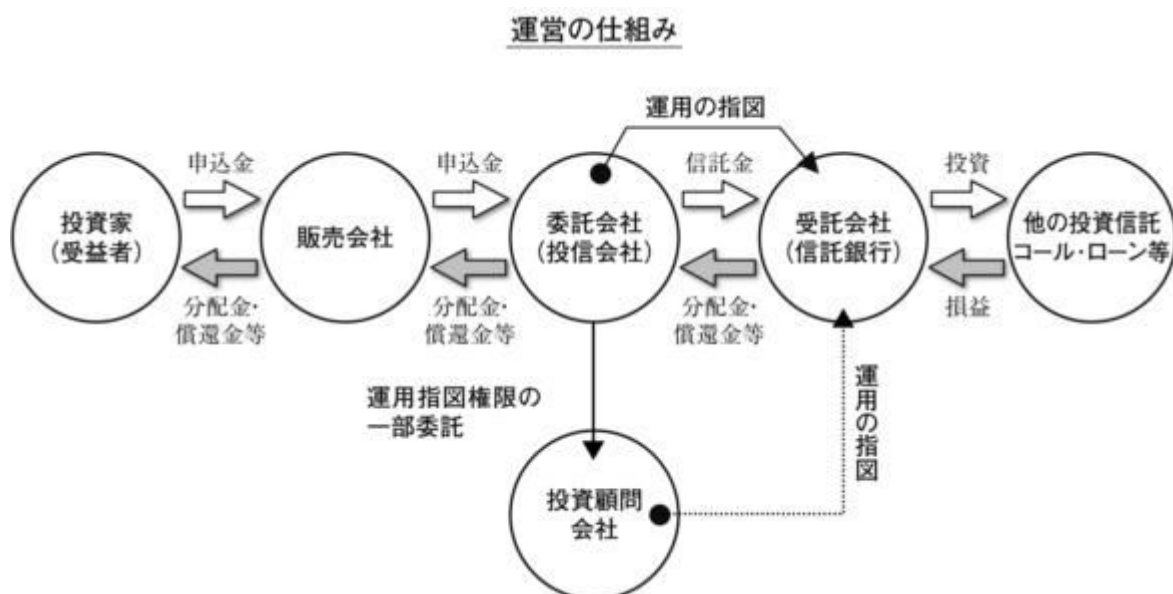 運営の仕組み
運用の指図
申込金
申込金
信託金
投資
投資家
(受益者)
販売会社
委託会社
(投信会社)
受託会社
(信託銀行)
他の投資信託
コール・ローン等
分配金・
償還金等
分配金・
償還金等
分配金・
償還金等
損益
運用指図権限の
一部委託
運用の指図
投資顧問
会社